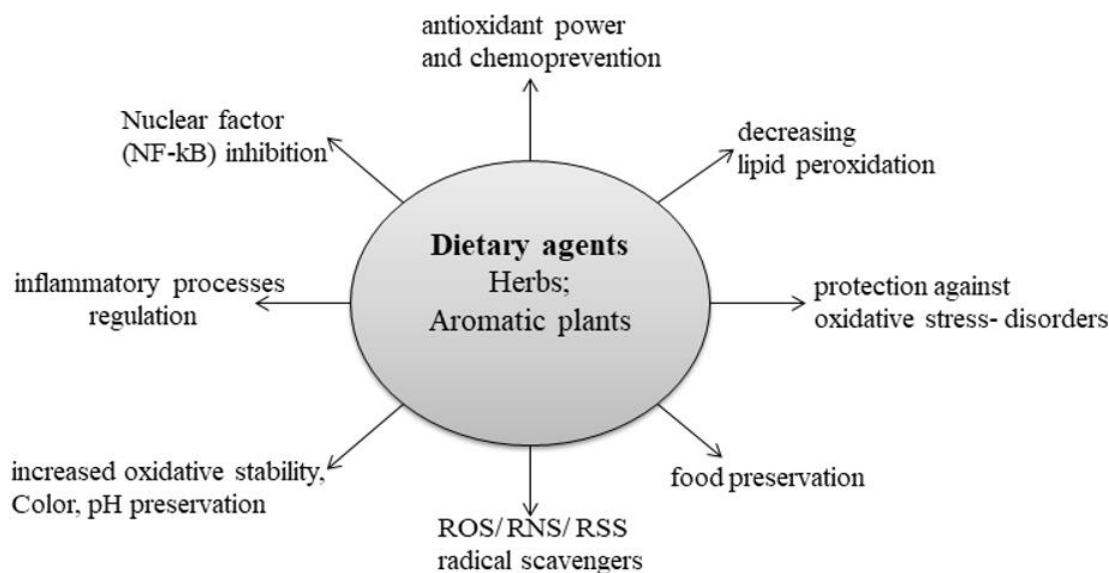 antioxidant power
and chemoprevention
Nuclear factor
(NF-kB) inhibition
decreasing
lipid peroxidation
Dietary agents
Herbs;
Aromatic plants
inflammatory processes
regulation
protection against
oxidative stress- disorders
increased oxidative stability,
Color, pH preservation
food preservation
ROS/ RNS/ RSS
radical scavengers